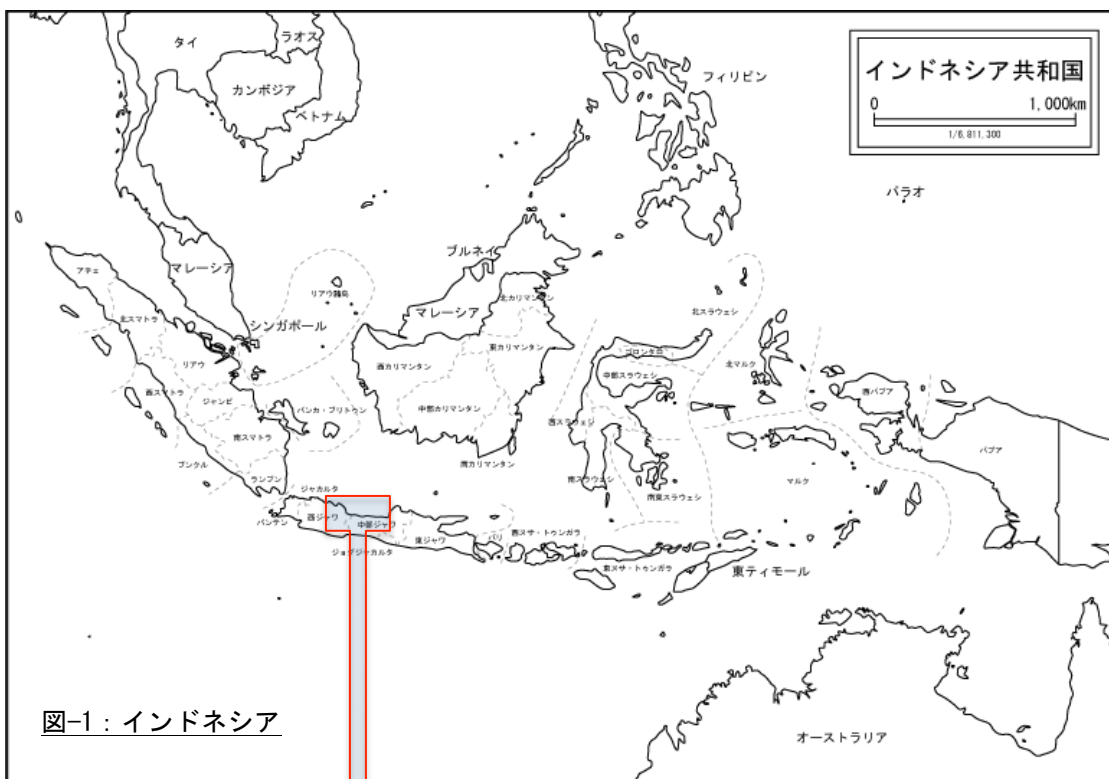 タイ
ラオス
カンボジア
ベトナム
フィリピン
インドネシア共和国
0 1,000km
1/6,811,300
パラオ
マレーシア
ブルネイ
アチェ
リアウ諸島
北カリマンタン
マレーシア
北スマトラ
シンガポール
北スラウェシ
東カリマンタン
ゴロンタロ
リアウ
西カリマンタン
北マルク
中部スラウェシ
西スマトラ
ジャンビ
西パプア
バンカ・ブリトゥン
中部カリマンタン
西スラウェシ
南スマトラ
パプア
ブンクル
南カリマンタン
ランプン
南スラウェシ
マルク
ジャカルタ
南東スラウェシ
バンテン
西ジャワ
中部ジャワ
東ジャワ
バリ
西ヌサ・トゥンガラ
ジョグジャカルタ
東ヌサ・トゥンガラ
東ティモール
図-1：インドネシア
オーストラリア